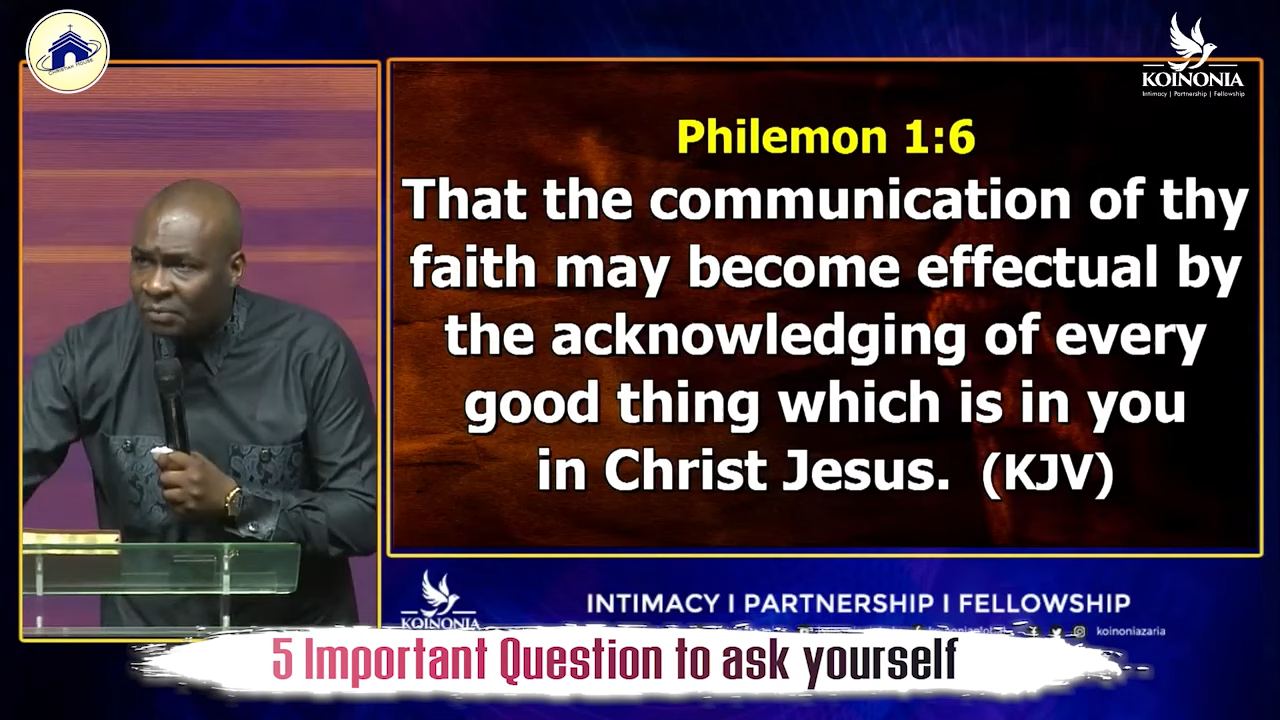 CHRISTIAN HOUSE
KOINONIA
Intimacy | Partnership | Fellowship
Philemon 1:6
That the communication of thy
faith may become effectual by
the acknowledging of every
good thing which is in you
in Christ Jesus. (KJV)
KOINONIA
INTIMACY I PARTNERSHIP I FELLOWSHIP
koinoniazaria
5 Important Question to ask yourself